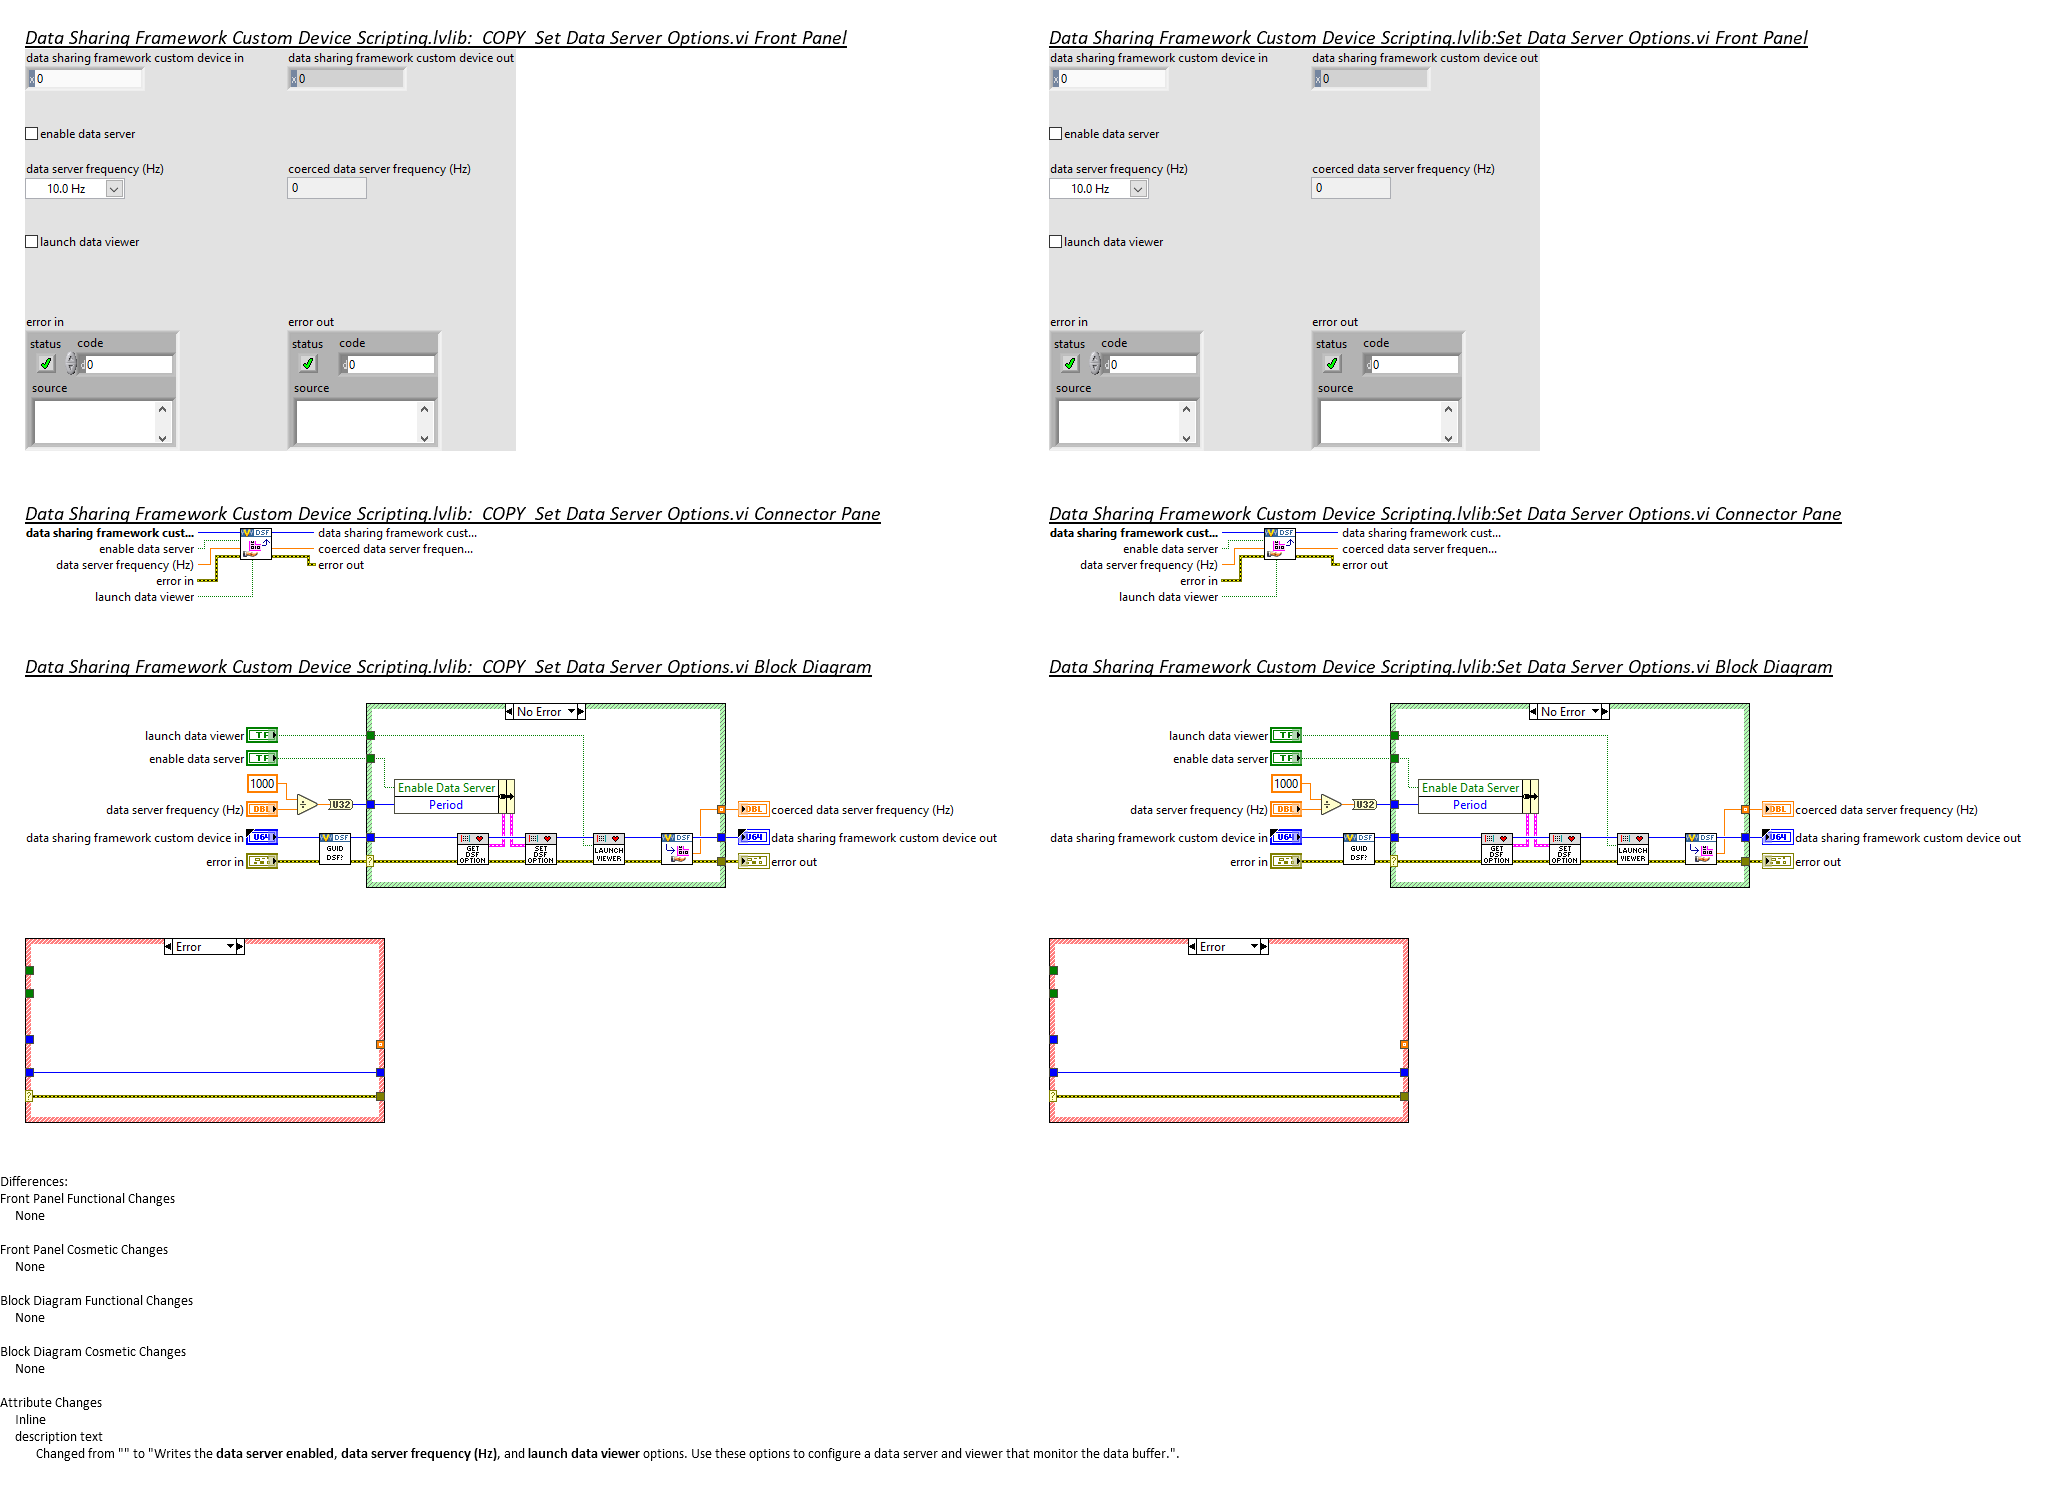 Data Sharing Framework Custom Device Scripting.lvlib:  COPY  Set Data Server Options.vi Front Panel
data sharing framework custom device in
data sharing framework custom device out
x 0
x 0
enable data server
data server frequency (Hz)
coerced data server frequency (Hz)
10.0 Hz
0
launch data viewer
error in
error out
status code
status code
d 0
d 0
source
source
Data Sharing Framework Custom Device Scripting.lvlib:Set Data Server Options.vi Front Panel
data sharing framework custom device in
data sharing framework custom device out
x 0
x 0
enable data server
data server frequency (Hz)
coerced data server frequency (Hz)
10.0 Hz
0
launch data viewer
error in
error out
status code
status code
d 0
d 0
source
source
Data Sharing Framework Custom Device Scripting.lvlib:  COPY  Set Data Server Options.vi Connector Pane
data sharing framework cust...
enable data server
data server frequency (Hz)
error in
launch data viewer
DSF
data sharing framework cust...
coerced data server frequen...
error out
Data Sharing Framework Custom Device Scripting.lvlib:Set Data Server Options.vi Connector Pane
data sharing framework cust...
enable data server
data server frequency (Hz)
error in
launch data viewer
DSF
data sharing framework cust...
coerced data server frequen...
error out
Data Sharing Framework Custom Device Scripting.lvlib:  COPY  Set Data Server Options.vi Block Diagram
No Error
launch data viewer TF
enable data server TF
1000
Enable Data Server
Period
data server frequency (Hz) DBL
÷
U32
DBL coerced data server frequency (Hz)
data sharing framework custom device in U64
U64 data sharing framework custom device out
DSF
GUID
DSF?
GET
DSF
OPTION
SET
DSF
OPTION
LAUNCH
VIEWER
DSF
error in
?
error out
Error
?
Data Sharing Framework Custom Device Scripting.lvlib:Set Data Server Options.vi Block Diagram
No Error
launch data viewer TF
enable data server TF
1000
Enable Data Server
Period
data server frequency (Hz) DBL
÷
U32
DBL coerced data server frequency (Hz)
data sharing framework custom device in U64
U64 data sharing framework custom device out
DSF
GUID
DSF?
GET
DSF
OPTION
SET
DSF
OPTION
LAUNCH
VIEWER
DSF
error in
?
error out
Error
?
Differences:
Front Panel Functional Changes
None
Front Panel Cosmetic Changes
None
Block Diagram Functional Changes
None
Block Diagram Cosmetic Changes
None
Attribute Changes
Inline
description text
Changed from "" to "Writes the data server enabled, data server frequency (Hz), and launch data viewer options. Use these options to configure a data server and viewer that monitor the data buffer.".